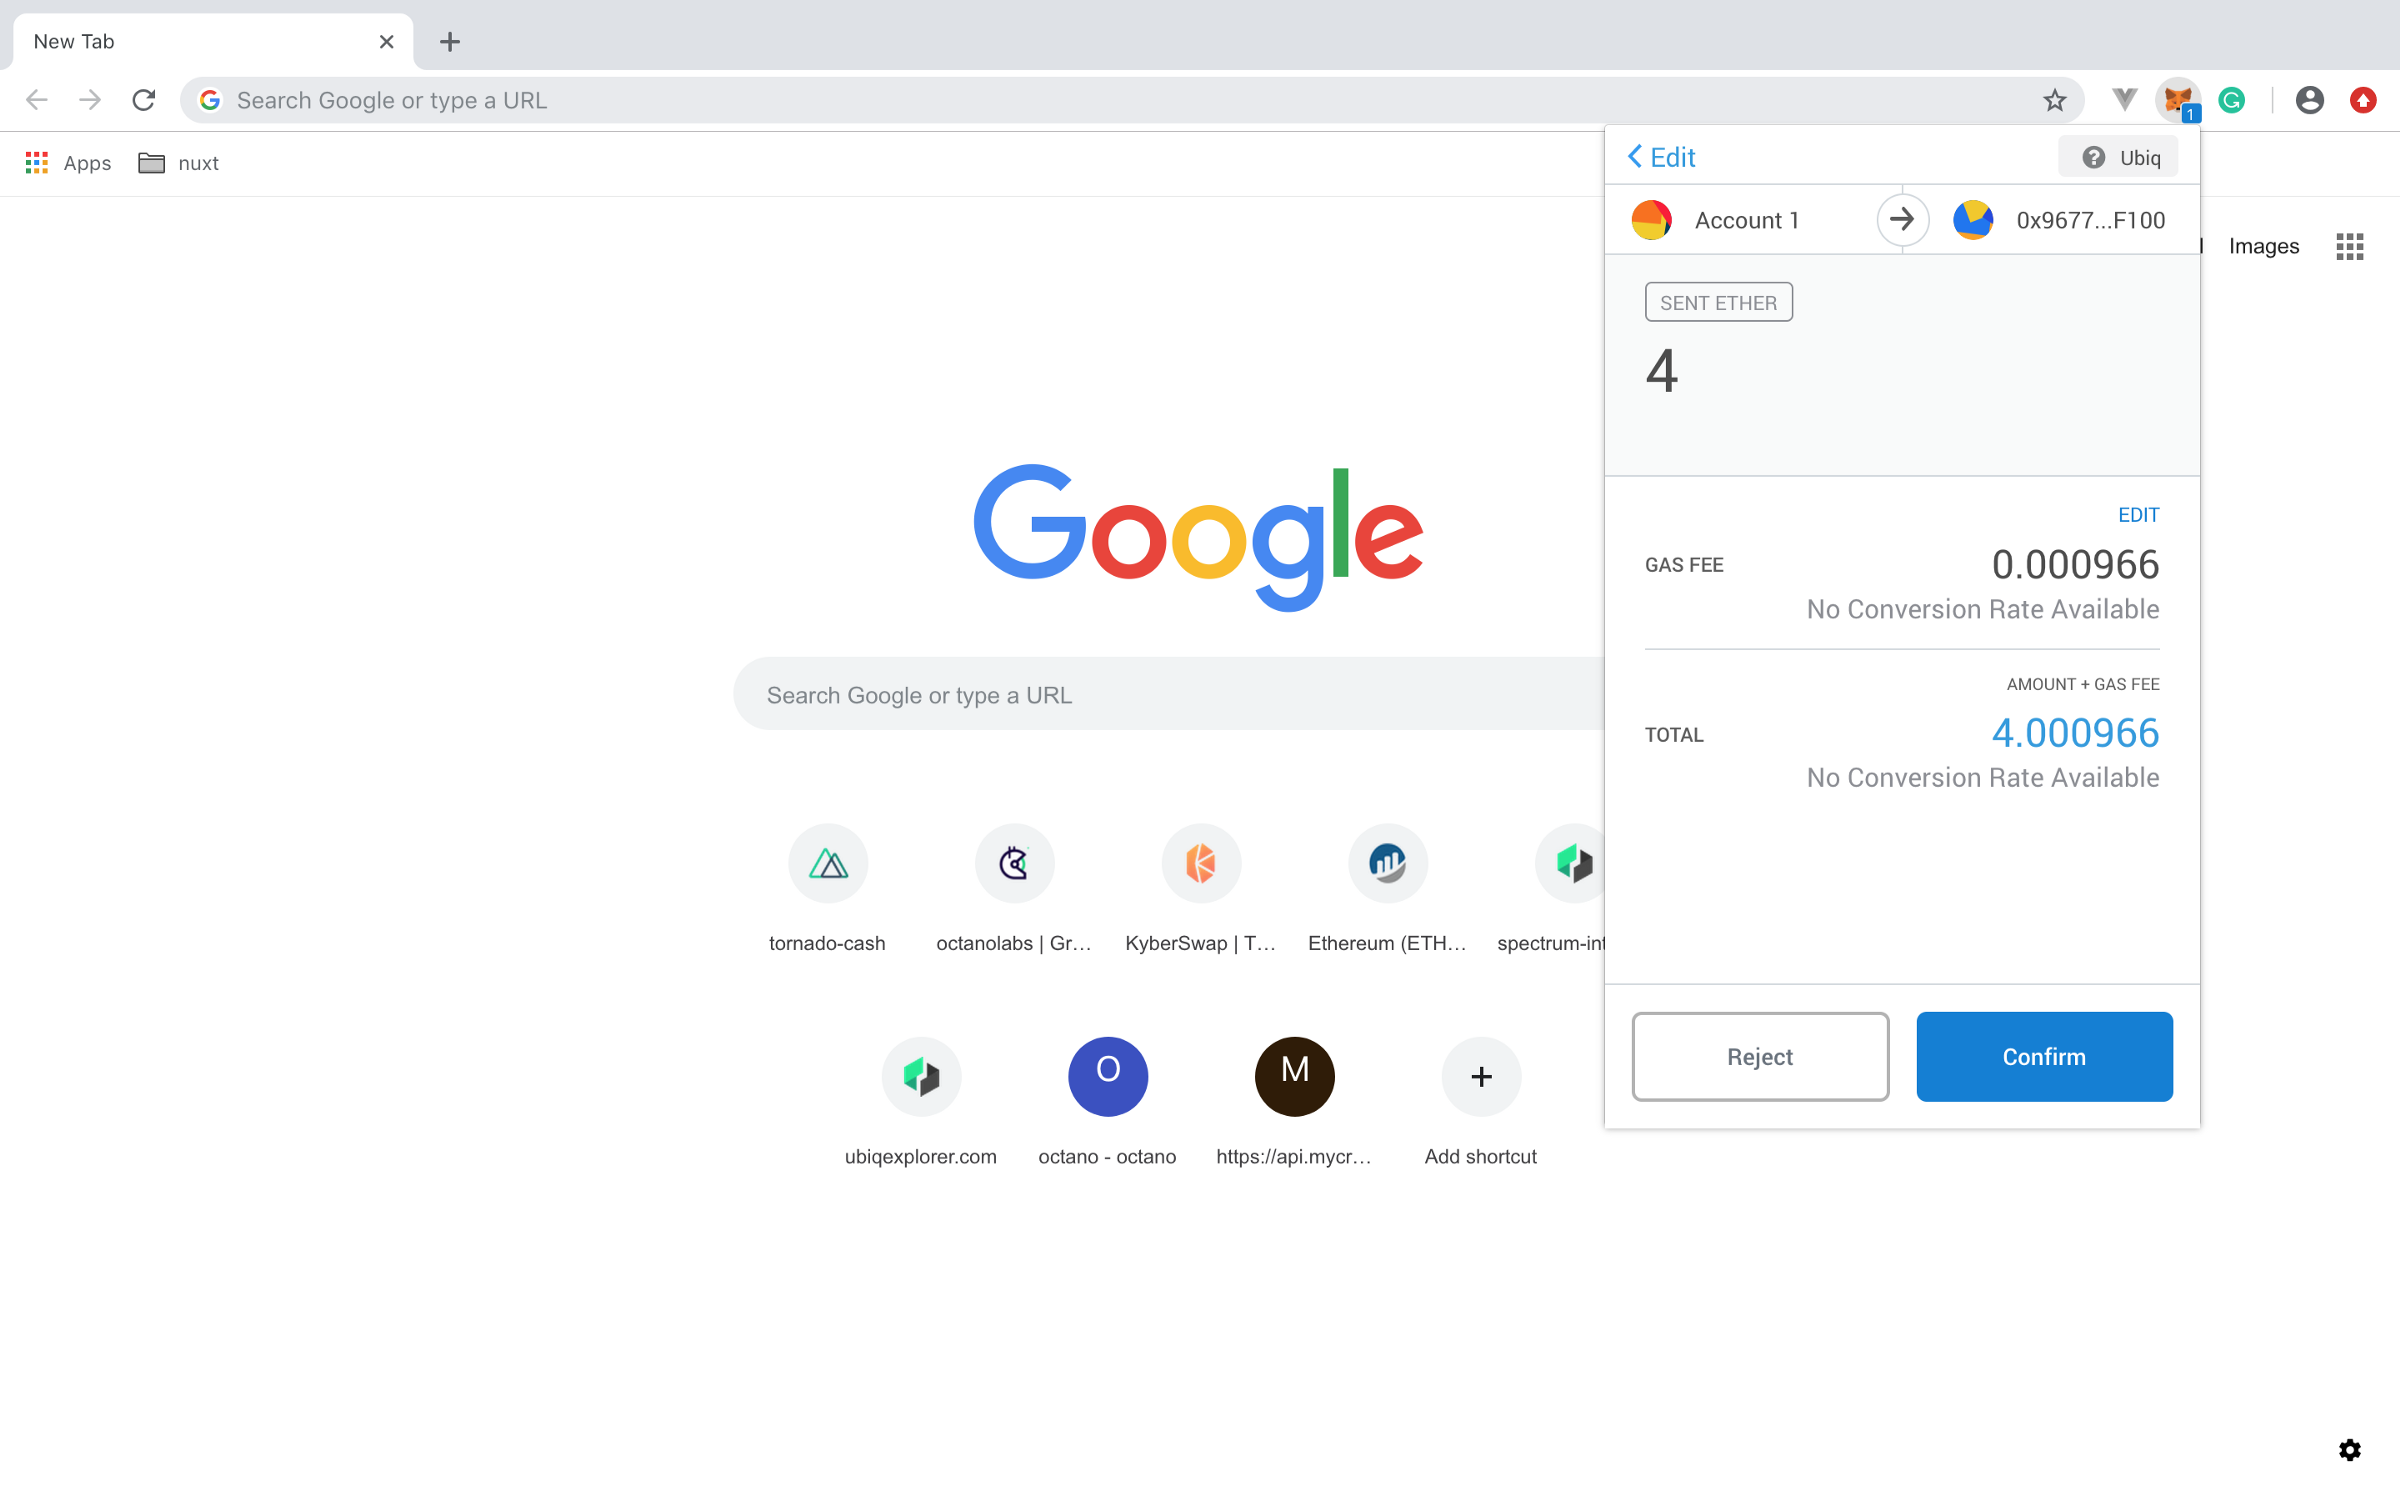 New Tab
Search Google or type a URL
1
Apps
nuxt
Edit
Ubiq
Account 1
0x9677...F100
Images
SENT ETHER
4
EDIT
GAS FEE
0.000966
No Conversion Rate Available
AMOUNT + GAS FEE
TOTAL
4.000966
No Conversion Rate Available
Google
Search Google or type a URL
tornado-cash
octanolabs | Gr...
KyberSwap | T...
Ethereum (ETH...
spectrum-int
O
M
ubiqexplorer.com
octano - octano
https://api.mycr...
Add shortcut
Reject
Confirm